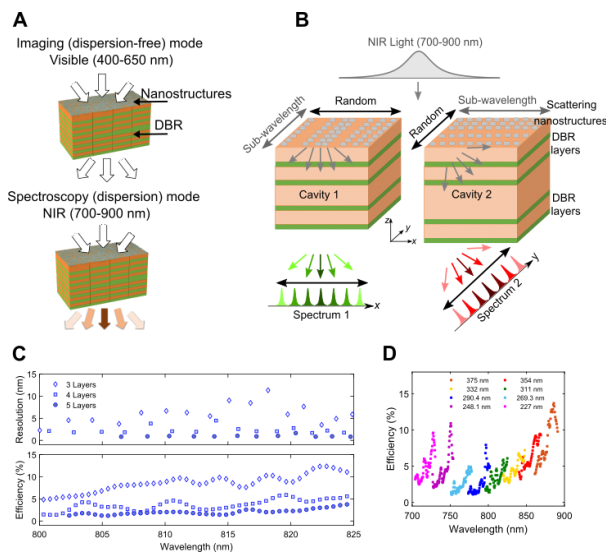 A
Imaging (dispersion-free) mode
Visible (400-650 nm)
Nanostructures
DBR
Spectroscopy (dispersion) mode
NIR (700-900 nm)
B
NIR Light (700-900 nm)
Sub-wavelength
Random
Random
Sub-wavelength
Scattering
nanostructures
DBR
layers
Cavity 1
Cavity 2
DBR
layers
z
y
x
Spectrum 1
x
Spectrum 2
y
C
Resolution (nm)
15
10
5
0
3 Layers
4 Layers
5 Layers
Efficiency (%)
15
10
5
0
800
805
810
815
820
825
Wavelength (nm)
D
Efficiency (%)
20
15
10
5
0
375 nm
354 nm
332 nm
311 nm
290.4 nm
269.3 nm
248.1 nm
227 nm
700
750
800
850
900
Wavelength (nm)